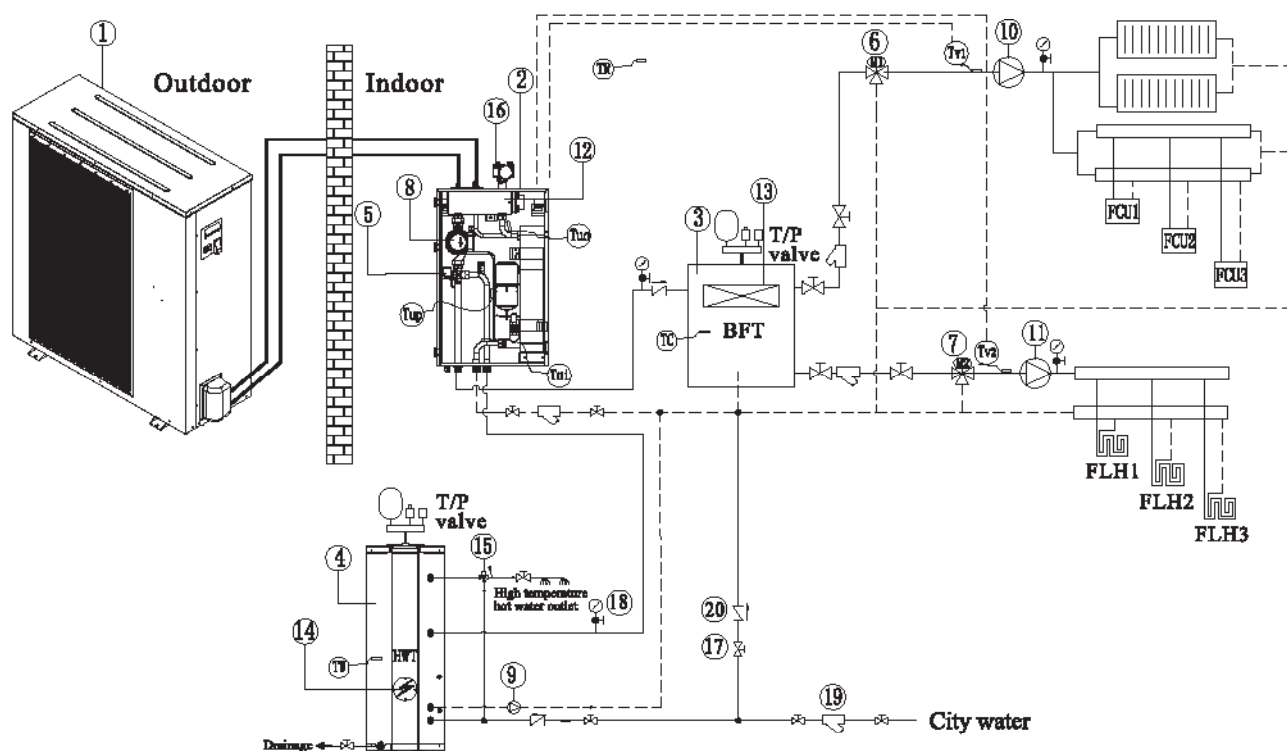 1
Outdoor
Indoor
16
2
12
8
5
Tuo
Tup
Tui
TR
6
M1
Tv1
10
FCU1
FCU2
FCU3
3
13
T/P
valve
BFT
TC
7
M2
Tv2
11
FLH1
FLH2
FLH3
T/P
valve
4
15
High temperature
hot water outlet
18
14
TW
HWT
9
20
17
19
City water
Drainage